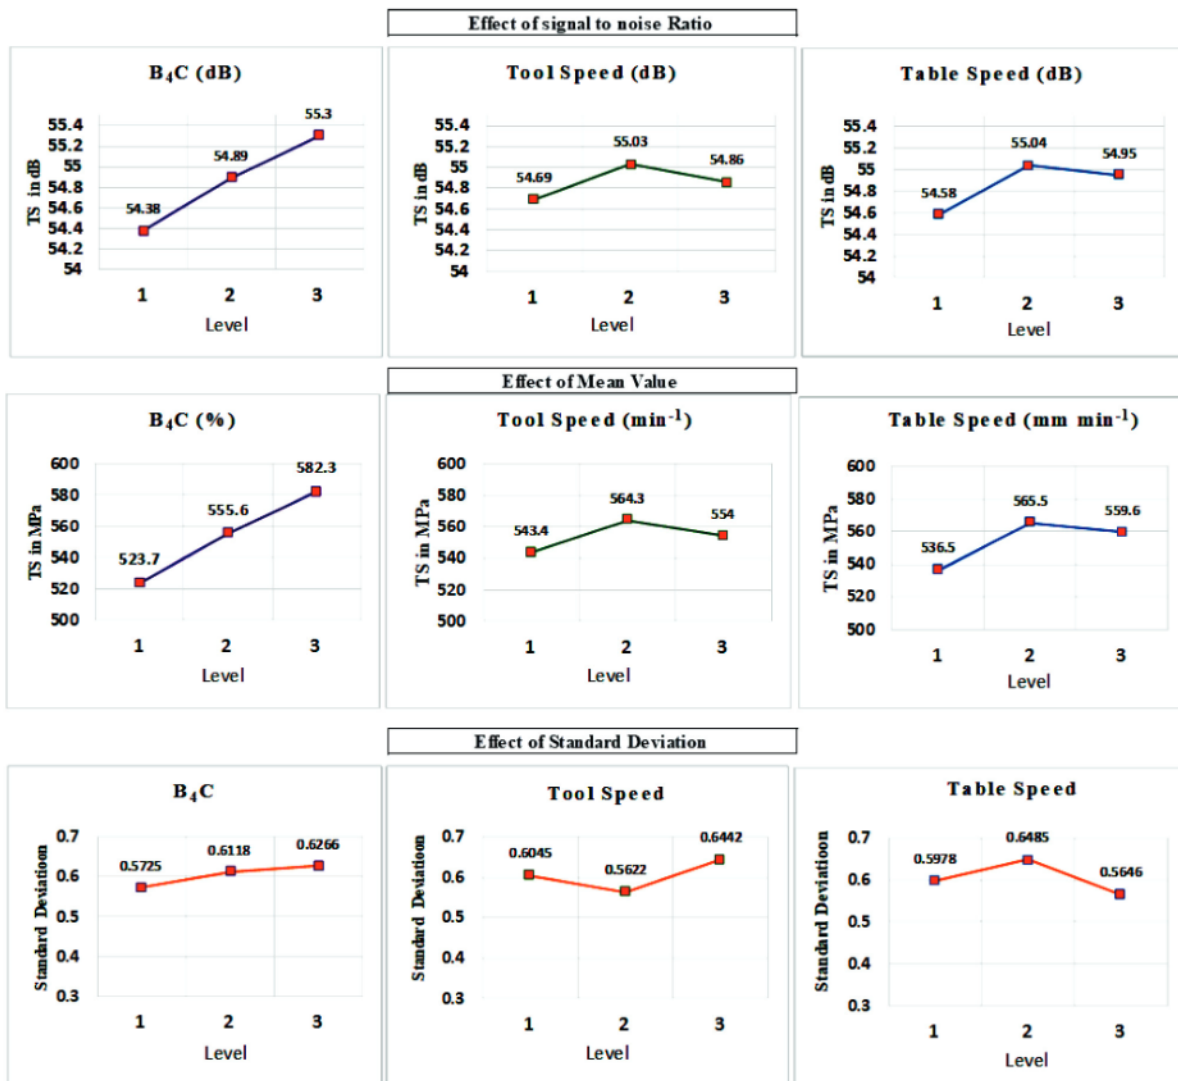 Effect of signal to noise Ratio
B₄C (dB)
TS in dB
55.4
55.2
55
54.8
54.6
54.4
54.2
54
54.38
54.89
55.3
1 2 3
Level
Tool Speed (dB)
TS in dB
55.4
55.2
55
54.8
54.6
54.4
54.2
54
54.69
55.03
54.86
1 2 3
Level
Table Speed (dB)
TS in dB
55.4
55.2
55
54.8
54.6
54.4
54.2
54
54.58
55.04
54.95
1 2 3
Level
Effect of Mean Value
B₄C (%)
TS in MPa
600
580
560
540
520
500
523.7
555.6
582.3
1 2 3
Level
Tool Speed (min⁻¹)
TS in MPa
600
580
560
540
520
500
543.4
564.3
554
1 2 3
Level
Table Speed (mm min⁻¹)
TS in MPa
600
580
560
540
520
500
536.5
565.5
559.6
1 2 3
Level
Effect of Standard Deviation
B₄C
Standard Deviatioon
0.7
0.6
0.5
0.4
0.3
0.5725
0.6118
0.6266
1 2 3
Level
Tool Speed
Standard Deviatioon
0.7
0.6
0.5
0.4
0.3
0.6045
0.5622
0.6442
1 2 3
Level
Table Speed
Standard Deviatioon
0.7
0.6
0.5
0.4
0.3
0.5978
0.6485
0.5646
1 2 3
Level